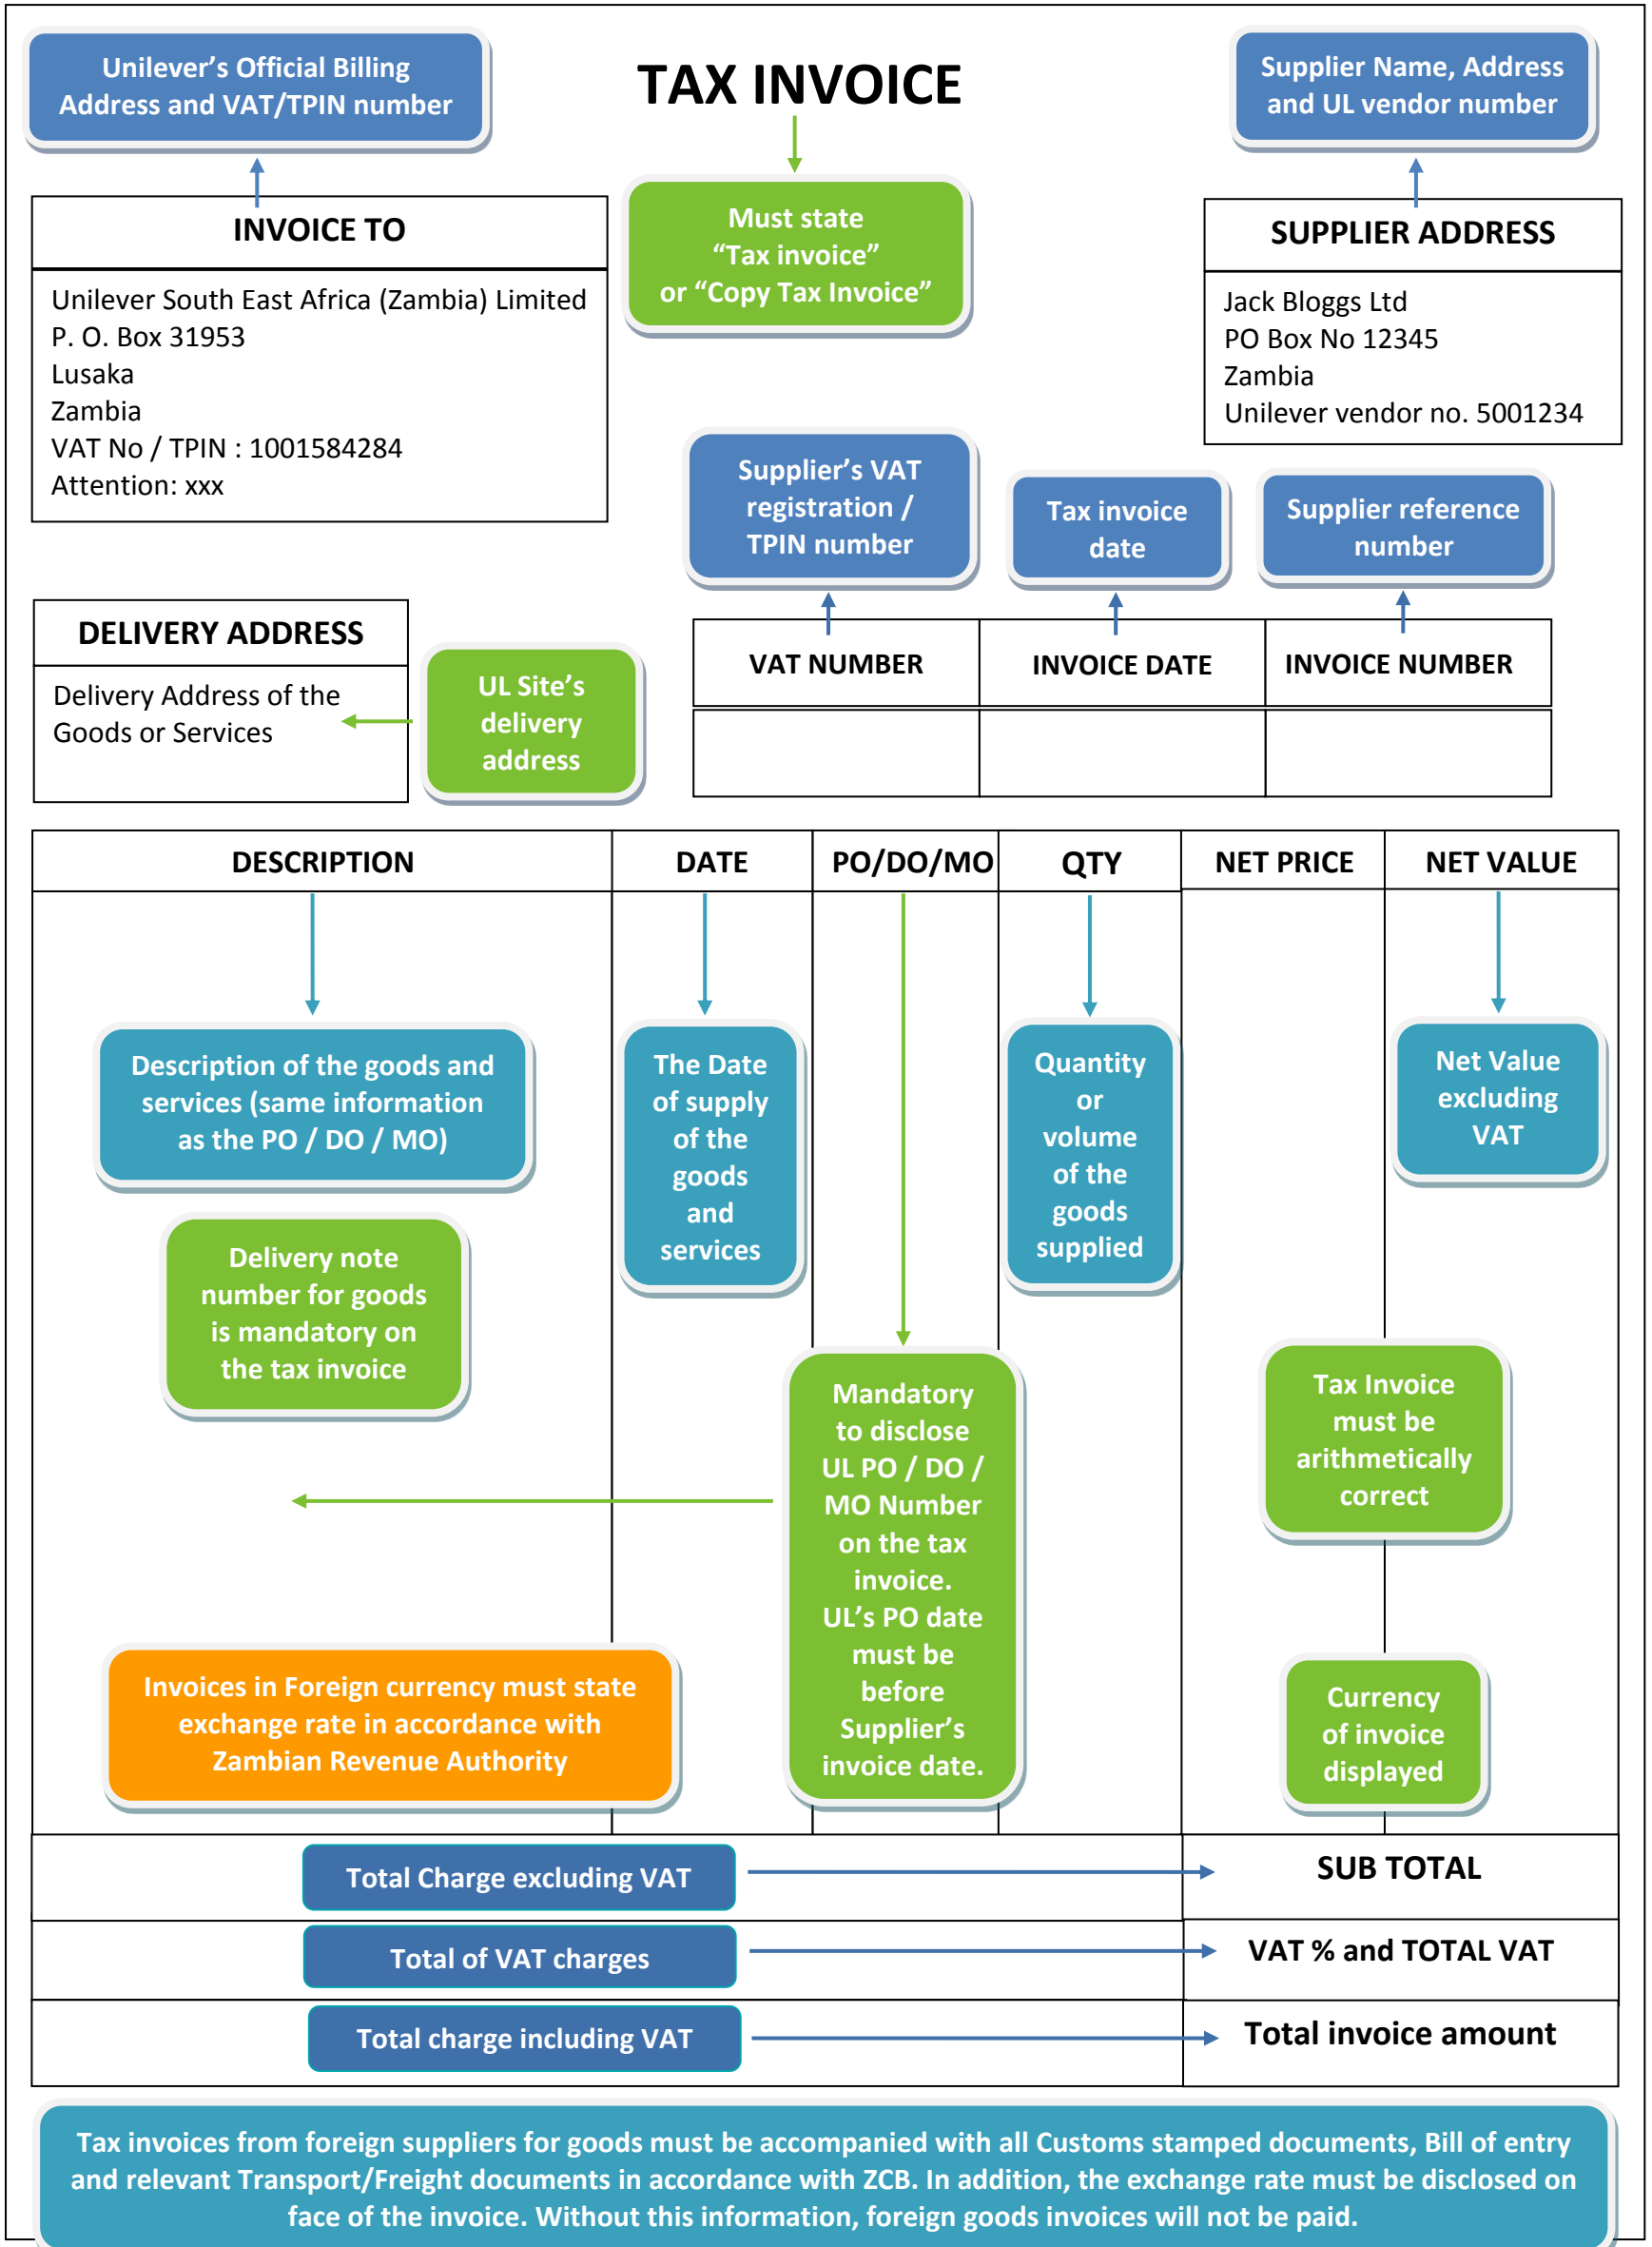 Unilever’s Official Billing
Address and VAT/TPIN number
TAX INVOICE
Supplier Name, Address
and UL vendor number
Must state
“Tax invoice”
or “Copy Tax Invoice”
INVOICE TO
Unilever South East Africa (Zambia) Limited
P. O. Box 31953
Lusaka
Zambia
VAT No / TPIN : 1001584284
Attention: xxx
SUPPLIER ADDRESS
Jack Bloggs Ltd
PO Box No 12345
Zambia
Unilever vendor no. 5001234
Supplier’s VAT
registration /
TPIN number
Tax invoice
date
Supplier reference
number
DELIVERY ADDRESS
Delivery Address of the
Goods or Services
UL Site’s
delivery
address
VAT NUMBER
INVOICE DATE
INVOICE NUMBER
DESCRIPTION
DATE
PO/DO/MO
QTY
NET PRICE
NET VALUE
Description of the goods and
services (same information
as the PO / DO / MO)
The Date
of supply
of the
goods
and
services
Quantity
or
volume
of the
goods
supplied
Net Value
excluding
VAT
Delivery note
number for goods
is mandatory on
the tax invoice
Mandatory
to disclose
UL PO / DO /
MO Number
on the tax
invoice.
UL’s PO date
must be
before
Supplier’s
invoice date.
Tax Invoice
must be
arithmetically
correct
Invoices in Foreign currency must state
exchange rate in accordance with
Zambian Revenue Authority
Currency
of invoice
displayed
Total Charge excluding VAT
SUB TOTAL
Total of VAT charges
VAT % and TOTAL VAT
Total charge including VAT
Total invoice amount
Tax invoices from foreign suppliers for goods must be accompanied with all Customs stamped documents, Bill of entry
and relevant Transport/Freight documents in accordance with ZCB. In addition, the exchange rate must be disclosed on
face of the invoice. Without this information, foreign goods invoices will not be paid.